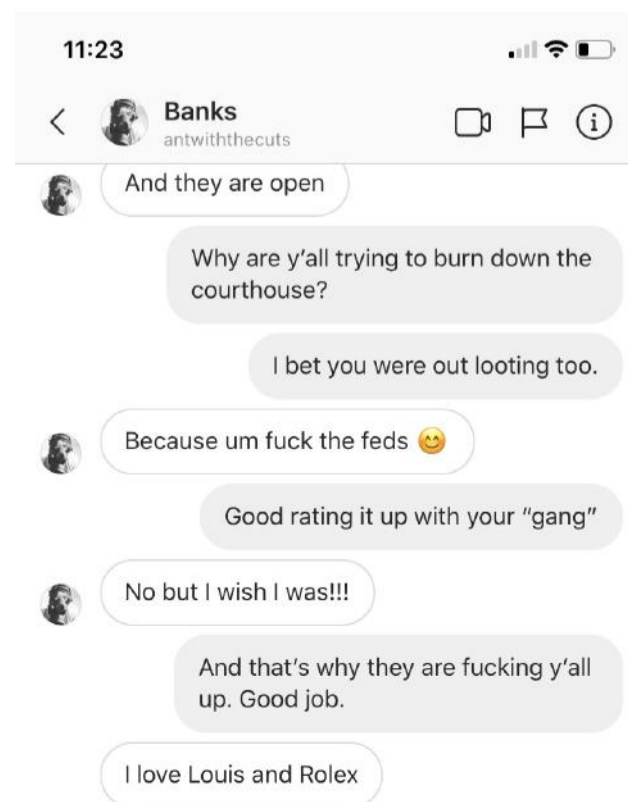 11:23
Banks
antwiththecuts
And they are open
Why are y'all trying to burn down the
courthouse?
I bet you were out looting too.
Because um fuck the feds 😊
Good rating it up with your “gang”
No but I wish I was!!!
And that's why they are fucking y'all
up. Good job.
I love Louis and Rolex